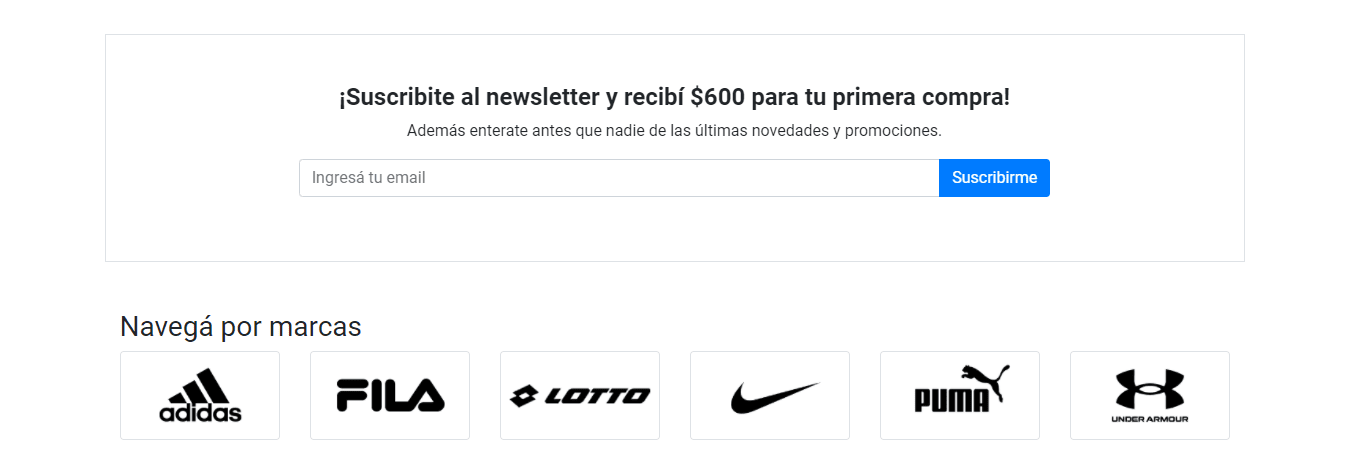 ¡Suscribite al newsletter y recibí $600 para tu primera compra!
Además enterate antes que nadie de las últimas novedades y promociones.
Ingresá tu email Suscribirme
Navegá por marcas
adidas FILA LOTTO PUMA UNDER ARMOUR